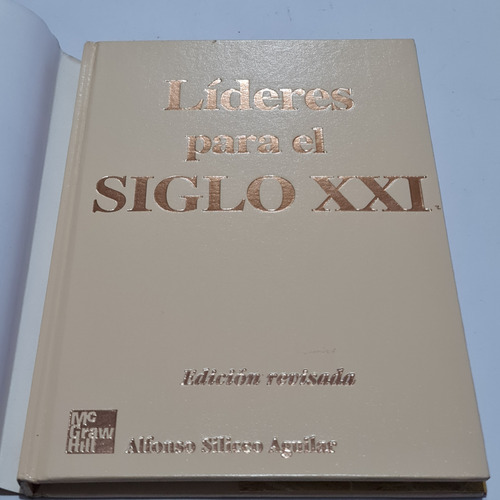 Líderes
para el
SIGLO XXI
Edición revisada
Mc
Graw
Hill
Alfonso Siliceo Aguilar